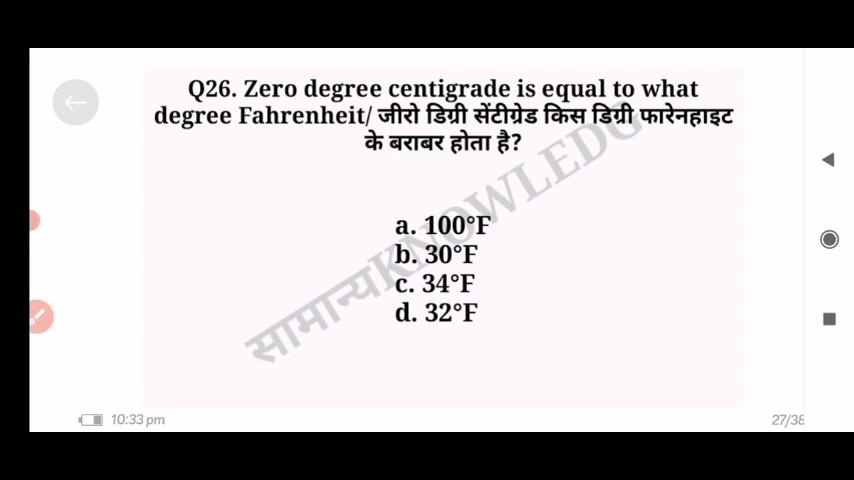 Q26. Zero degree centigrade is equal to what
degree Fahrenheit/ जीरो डिग्री सेंटीग्रेड किस डिग्री फारेनहाइट
के बराबर होता है?
सामान्यKNOWLEDG
a. 100°F
b. 30°F
c. 34°F
d. 32°F
10:33 pm
27/38